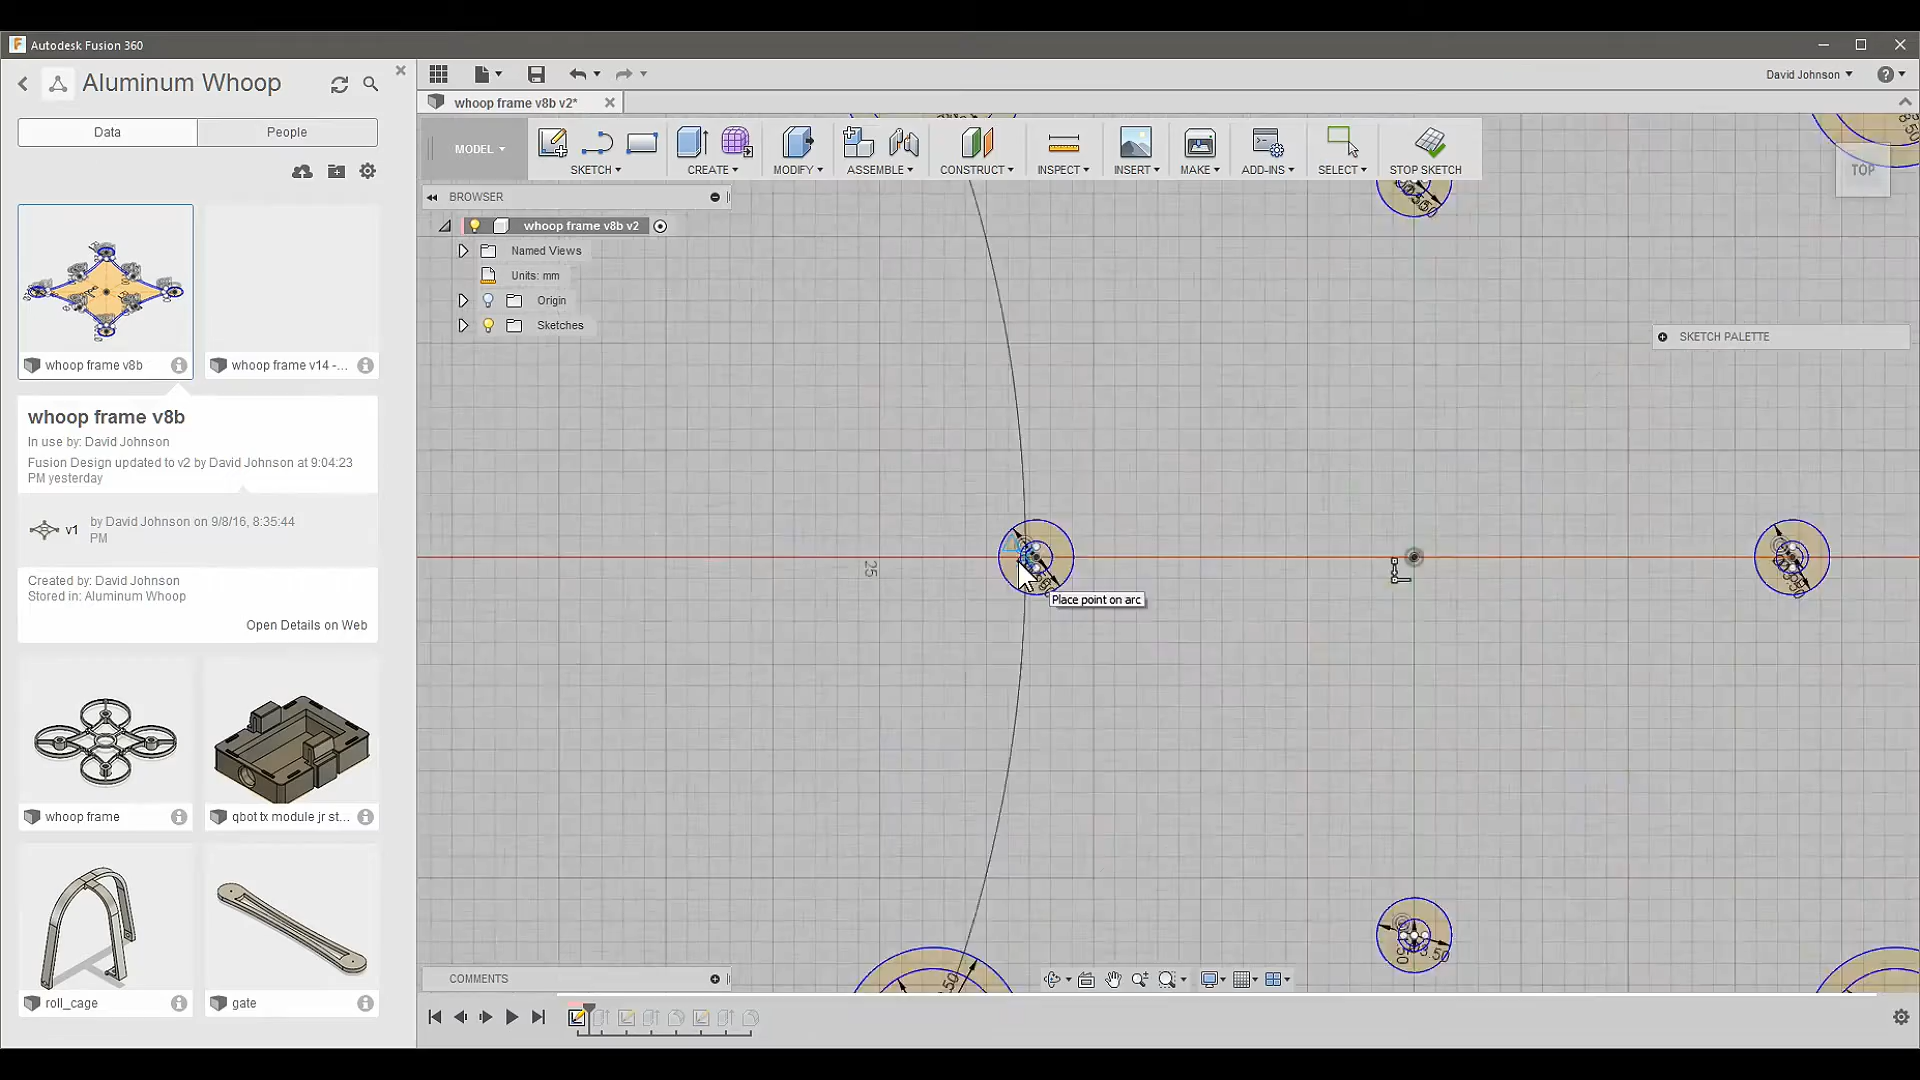 Autodesk Fusion 360
Aluminum Whoop
David Johnson
whoop frame v8b v2*
Data
People
MODEL
SKETCH
CREATE
MODIFY
ASSEMBLE
CONSTRUCT
INSPECT
INSERT
MAKE
ADD-INS
SELECT
STOP SKETCH
TOP
BROWSER
whoop frame v8b v2
Named Views
Units: mm
Origin
Sketches
SKETCH PALETTE
whoop frame v8b
whoop frame v14 -...
whoop frame v8b
In use by: David Johnson
Fusion Design updated to v2 by David Johnson at 9:04:23
PM yesterday
v1
by David Johnson on 9/8/16, 8:35:44
PM
Created by: David Johnson
Stored in: Aluminum Whoop
Open Details on Web
25
Place point on arc
whoop frame
qbot tx module jr st...
roll_cage
gate
COMMENTS